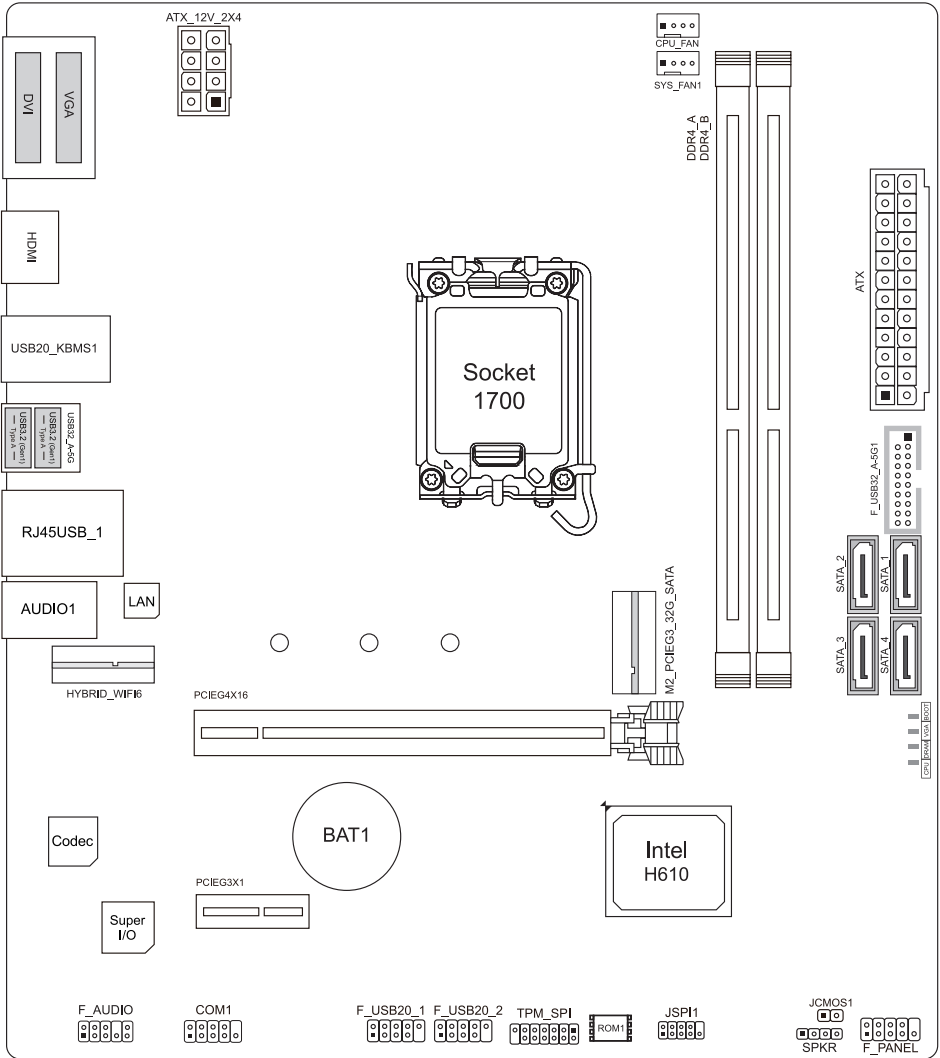 ATX_12V_2X4
CPU_FAN
SYS_FAN1
DVI
VGA
DDR4_A
DDR4_B
HDMI
ATX
USB20_KBMS1
Socket
1700
USB3.2 (Gen1)
— Type A —
USB3.2 (Gen1)
— Type A —
USB32_A-5G
F_USB32_A-5G1
RJ45USB_1
SATA_2
SATA_1
AUDIO1
LAN
M2_PCIEG3_32G_SATA
SATA_3
SATA_4
HYBRID_WIFI6
PCIEG4X16
CPU DRAM VGA BOOT
BAT1
Codec
Intel
H610
PCIEG3X1
Super
I/O
F_AUDIO
COM1
F_USB20_1
F_USB20_2
TPM_SPI
ROM1
JSPI1
JCMOS1
SPKR
F_PANEL